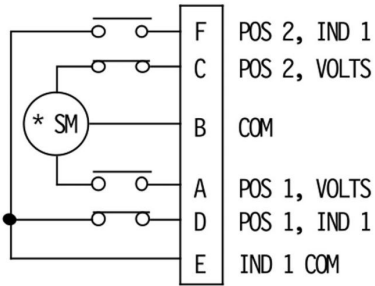 F POS 2, IND 1
C POS 2, VOLTS
* SM B COM
A POS 1, VOLTS
D POS 1, IND 1
E IND 1 COM